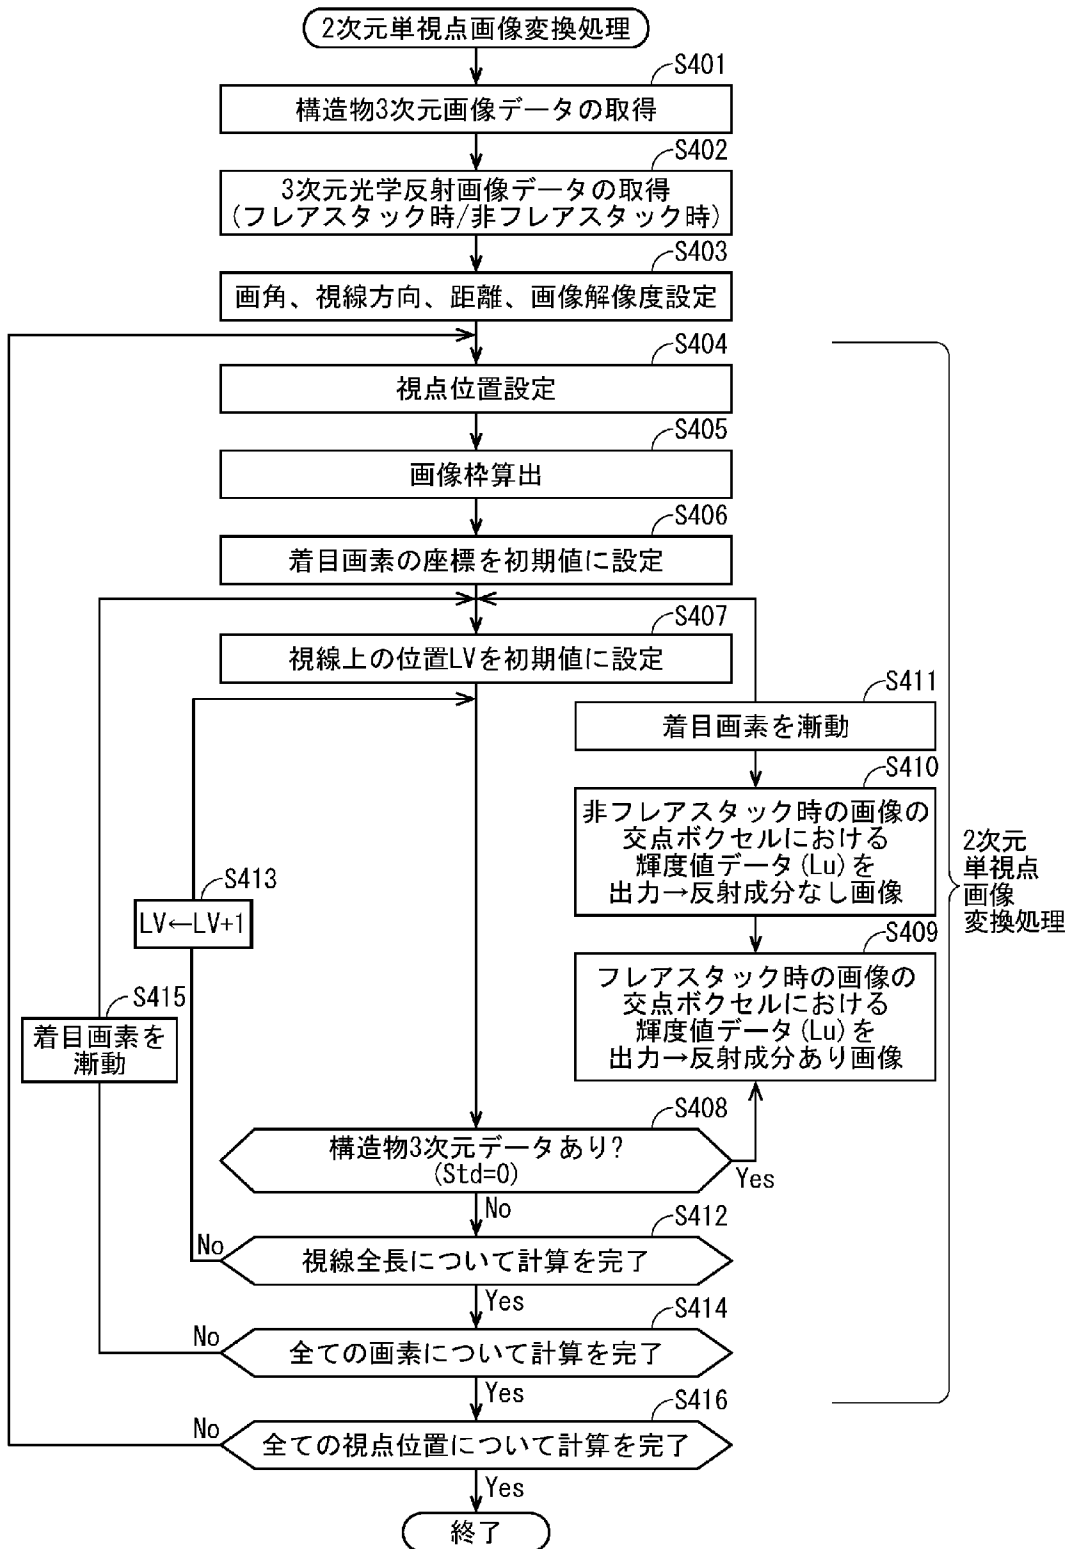 2次元単視点画像変換処理
S401
構造物3次元画像データの取得
S402
3次元光学反射画像データの取得
(フレアスタック時/非フレアスタック時)
S403
画角、視線方向、距離、画像解像度設定
S404
視点位置設定
S405
画像枠算出
S406
着目画素の座標を初期値に設定
S407
視線上の位置LVを初期値に設定
S411
着目画素を漸動
S410
非フレアスタック時の画像の
交点ボクセルにおける
輝度値データ(Lu)を
出力→反射成分なし画像
2次元
単視点
画像
変換処理
S413
LV←LV+1
S409
フレアスタック時の画像の
交点ボクセルにおける
輝度値データ(Lu)を
出力→反射成分あり画像
S415
着目画素を
漸動
S408
構造物3次元データあり?
(Std=0)
Yes
No
S412
視線全長について計算を完了
No
Yes
S414
全ての画素について計算を完了
No
Yes
S416
全ての視点位置について計算を完了
No
Yes
終了